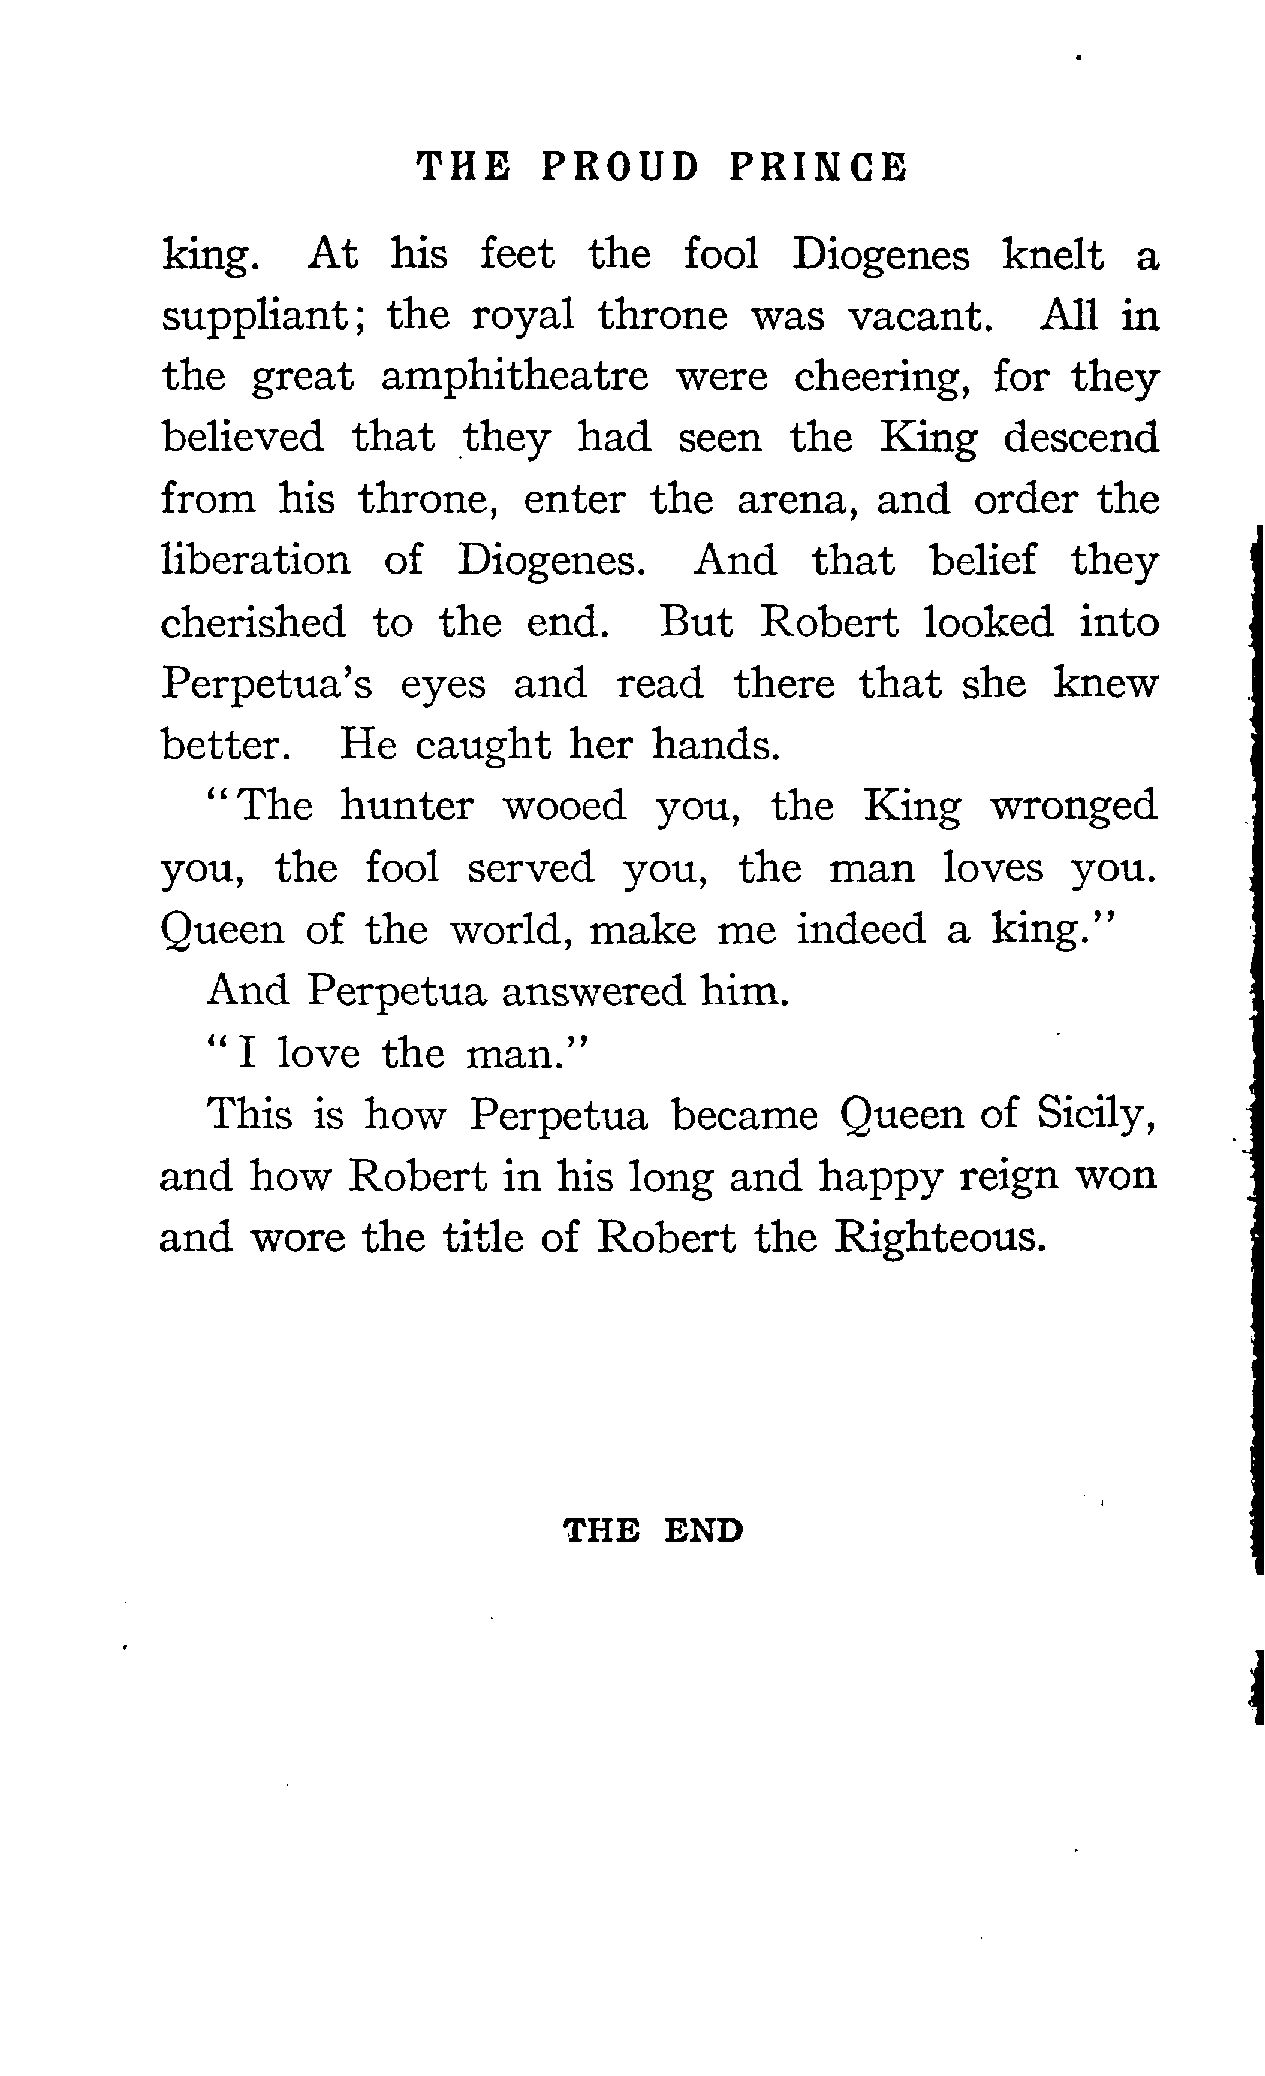 THE PROUD PRINCE
king. At his feet the fool Diogenes knelt a
suppliant; the royal throne was vacant. All in
the great amphitheatre were cheering, for they
believed that they had seen the King descend
from his throne, enter the arena, and order the
liberation of Diogenes. And that belief they
cherished to the end. But Robert looked into
Perpetua's eyes and read there that she knew
better. He caught her hands.
"The hunter wooed you, the King wronged
you, the fool served you, the man loves you.
Queen of the world, make me indeed a king."
And Perpetua answered him.
"I love the man."
This is how Perpetua became Queen of Sicily,
and how Robert in his long and happy reign won
and wore the title of Robert the Righteous.
THE END